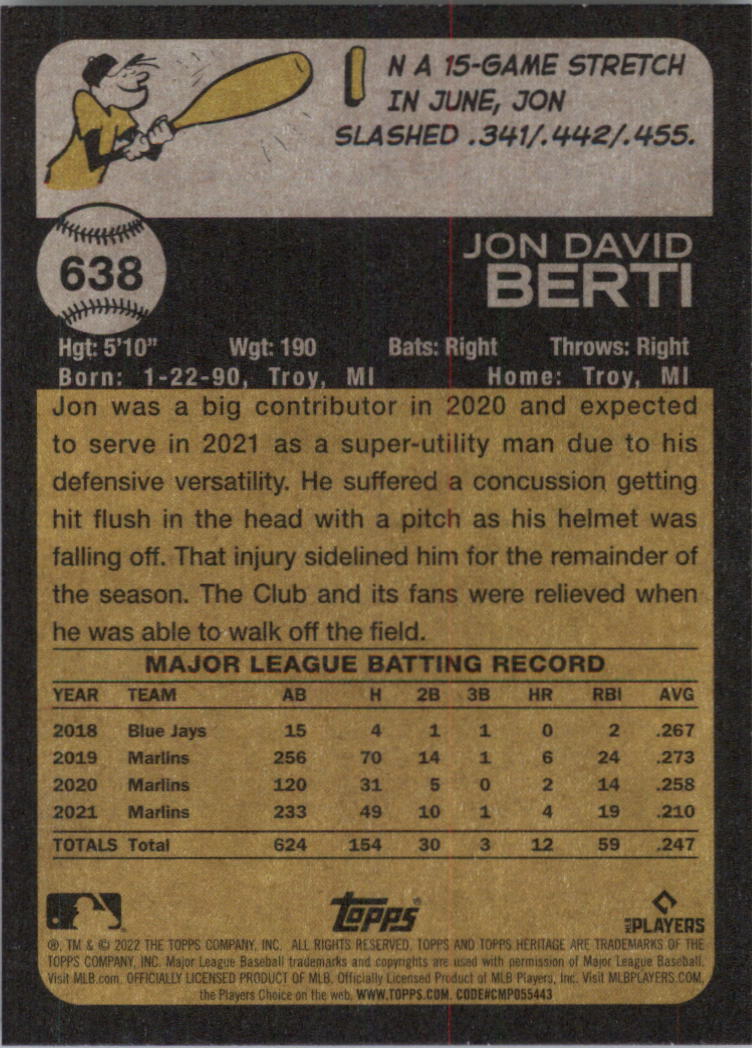 IN A 15-GAME STRETCH
IN JUNE, JON
SLASHED .341/.442/.455.
638
JON DAVID
BERTI
Hgt: 5'10" Wgt: 190 Bats: Right Throws: Right
Born: 1-22-90, Troy, MI Home: Troy, MI
Jon was a big contributor in 2020 and expected
to serve in 2021 as a super-utility man due to his
defensive versatility. He suffered a concussion getting
hit flush in the head with a pitch as his helmet was
falling off. That injury sidelined him for the remainder of
the season. The Club and its fans were relieved when
he was able to walk off the field.
MAJOR LEAGUE BATTING RECORD
YEAR TEAM AB H 2B 3B HR RBI AVG
2018 Blue Jays 15 4 1 1 0 2 .267
2019 Marlins 256 70 14 1 6 24 .273
2020 Marlins 120 31 5 0 2 14 .258
2021 Marlins 233 49 10 1 4 19 .210
TOTALS Total 624 154 30 3 12 59 .247
Topps
MLB PLAYERS
®, TM & © 2022 THE TOPPS COMPANY, INC. ALL RIGHTS RESERVED. TOPPS AND TOPPS HERITAGE ARE TRADEMARKS OF THE
TOPPS COMPANY, INC. Major League Baseball trademarks and copyrights are used with permission of Major League Baseball.
Visit MLB.com. OFFICIALLY LICENSED PRODUCT OF MLB. Officially Licensed Product of MLB Players, Inc. Visit MLBPLAYERS.COM,
the Players Choice on the web. WWW.TOPPS.COM. CODE#CMP055443